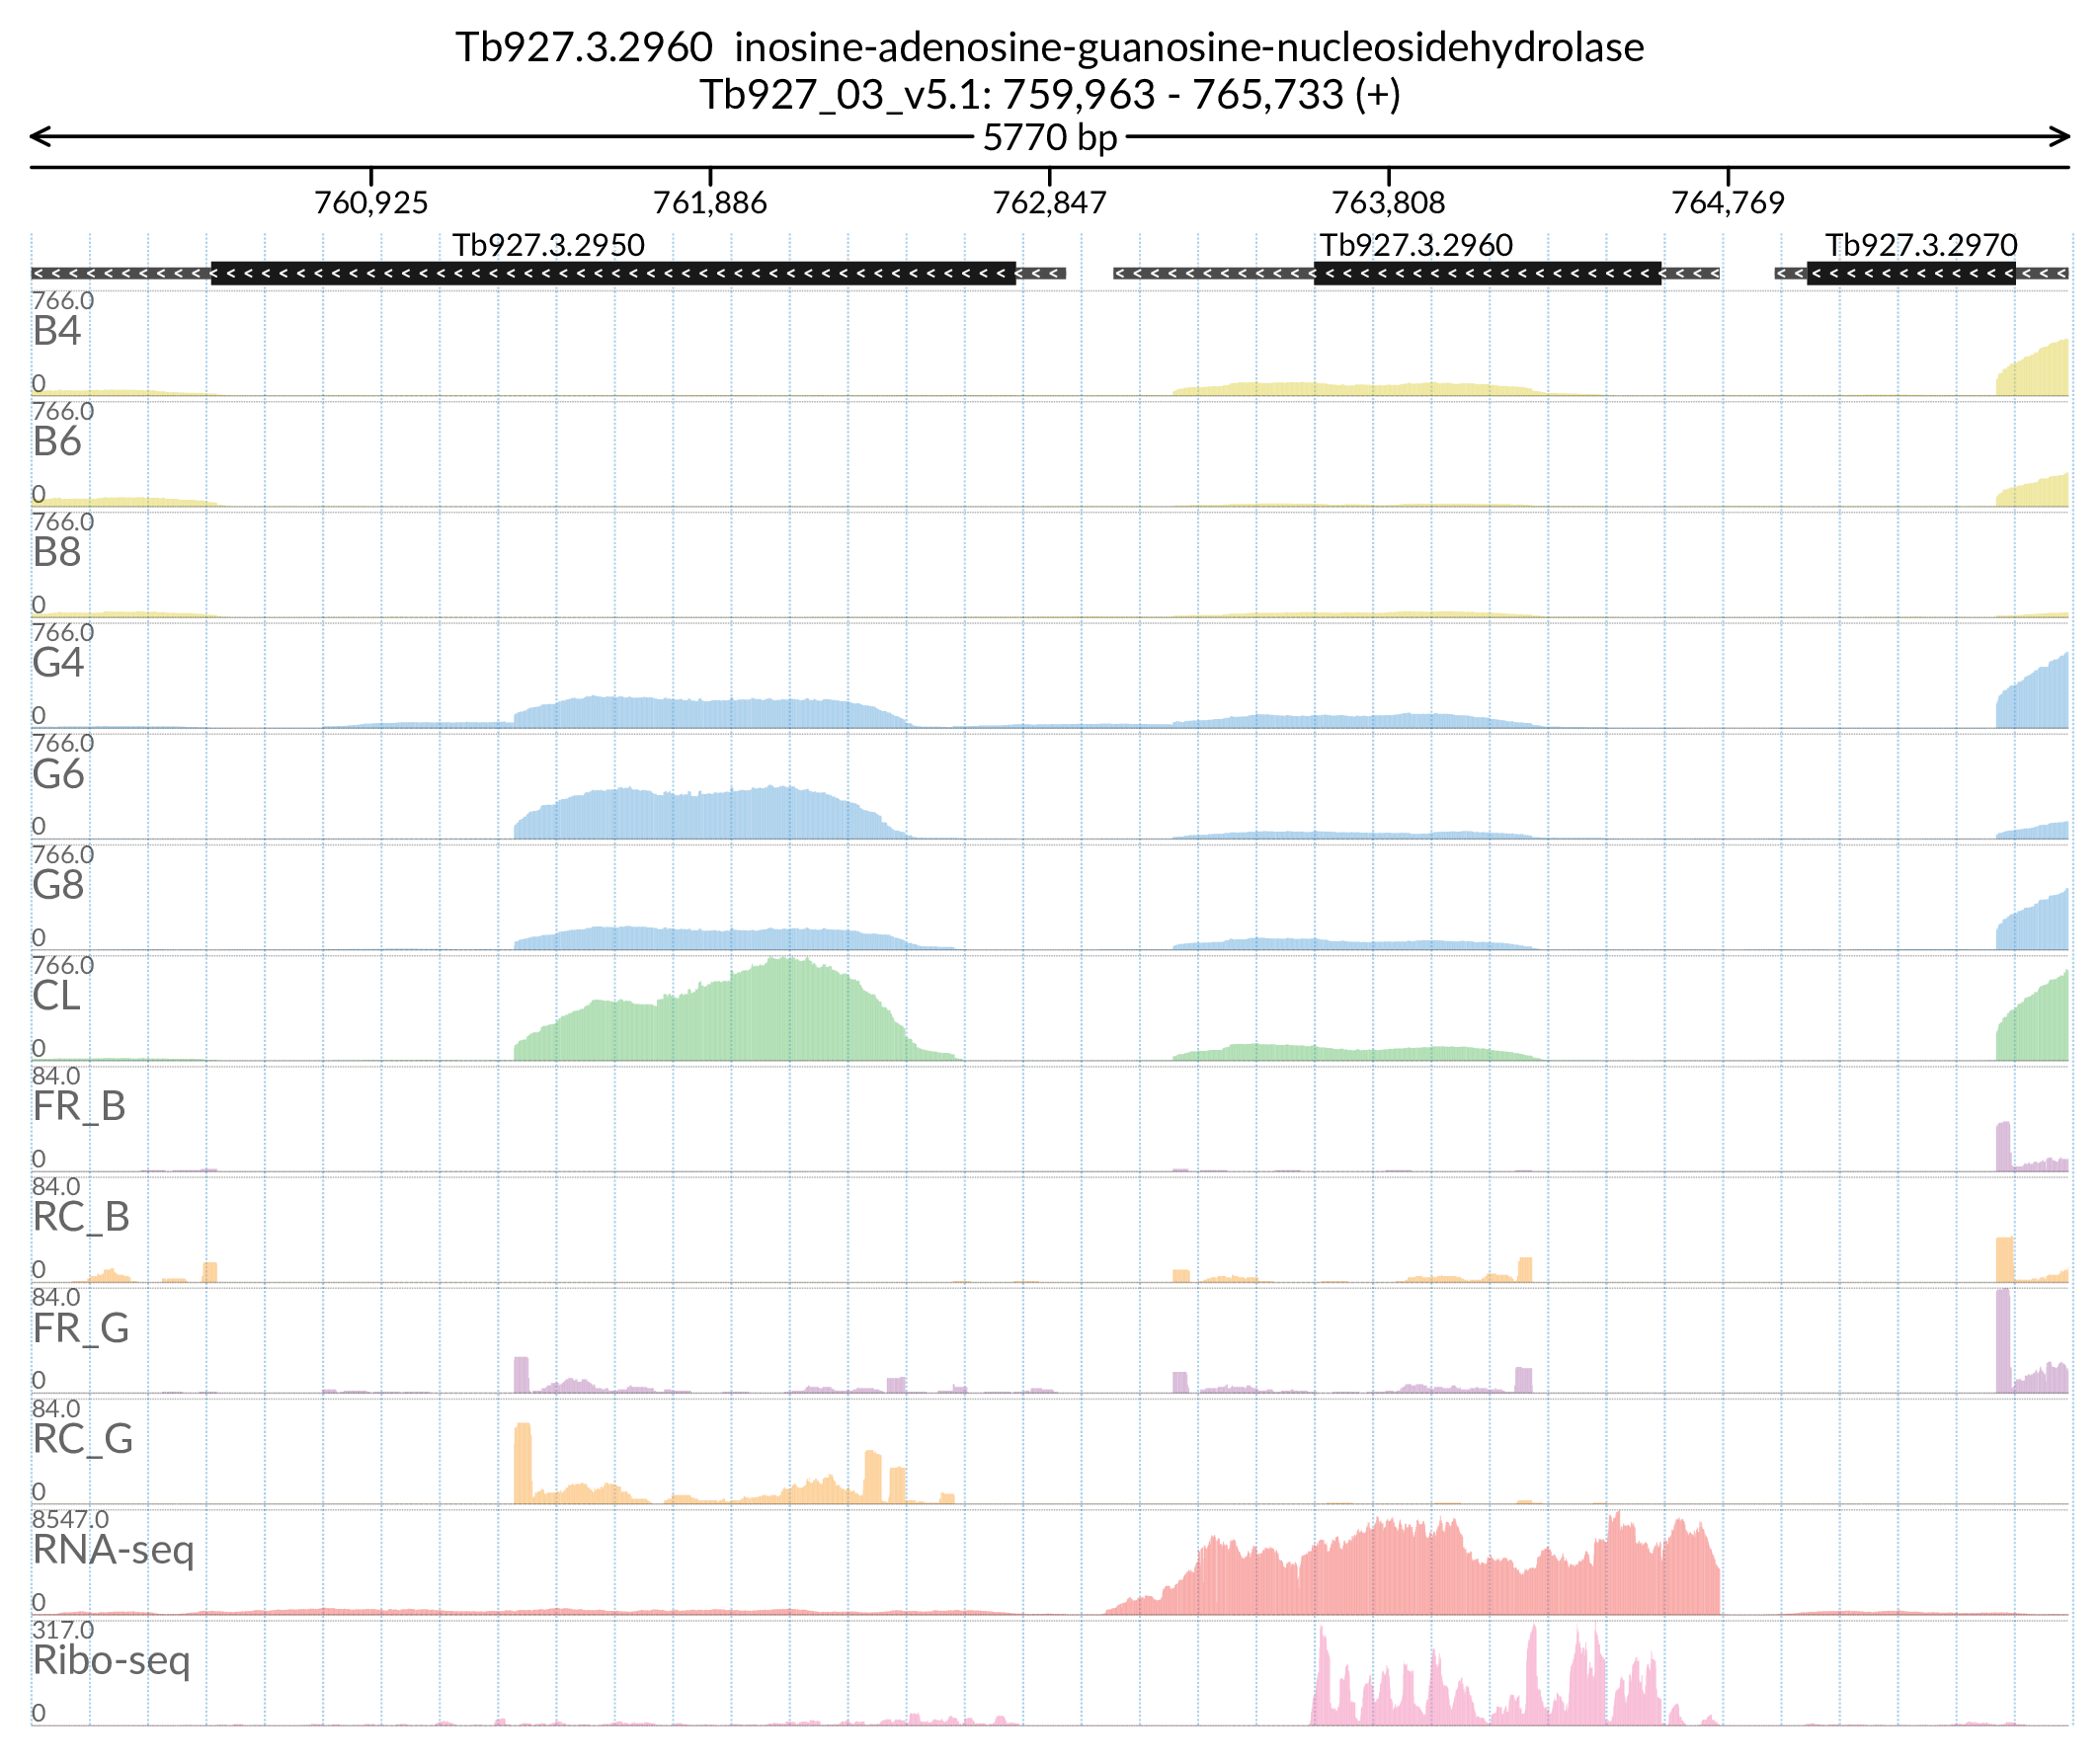 Tb927.3.2960  inosine-adenosine-guanosine-nucleosidehydrolase
Tb927_03_v5.1: 759,963 - 765,733 (+)
5770 bp
760,925 761,886 762,847 763,808 764,769
Tb927.3.2950 Tb927.3.2960 Tb927.3.2970
766.0
B4
0
766.0
B6
0
766.0
B8
0
766.0
G4
0
766.0
G6
0
766.0
G8
0
766.0
CL
0
84.0
FR_B
0
84.0
RC_B
0
84.0
FR_G
0
84.0
RC_G
0
8547.0
RNA-seq
0
317.0
Ribo-seq
0